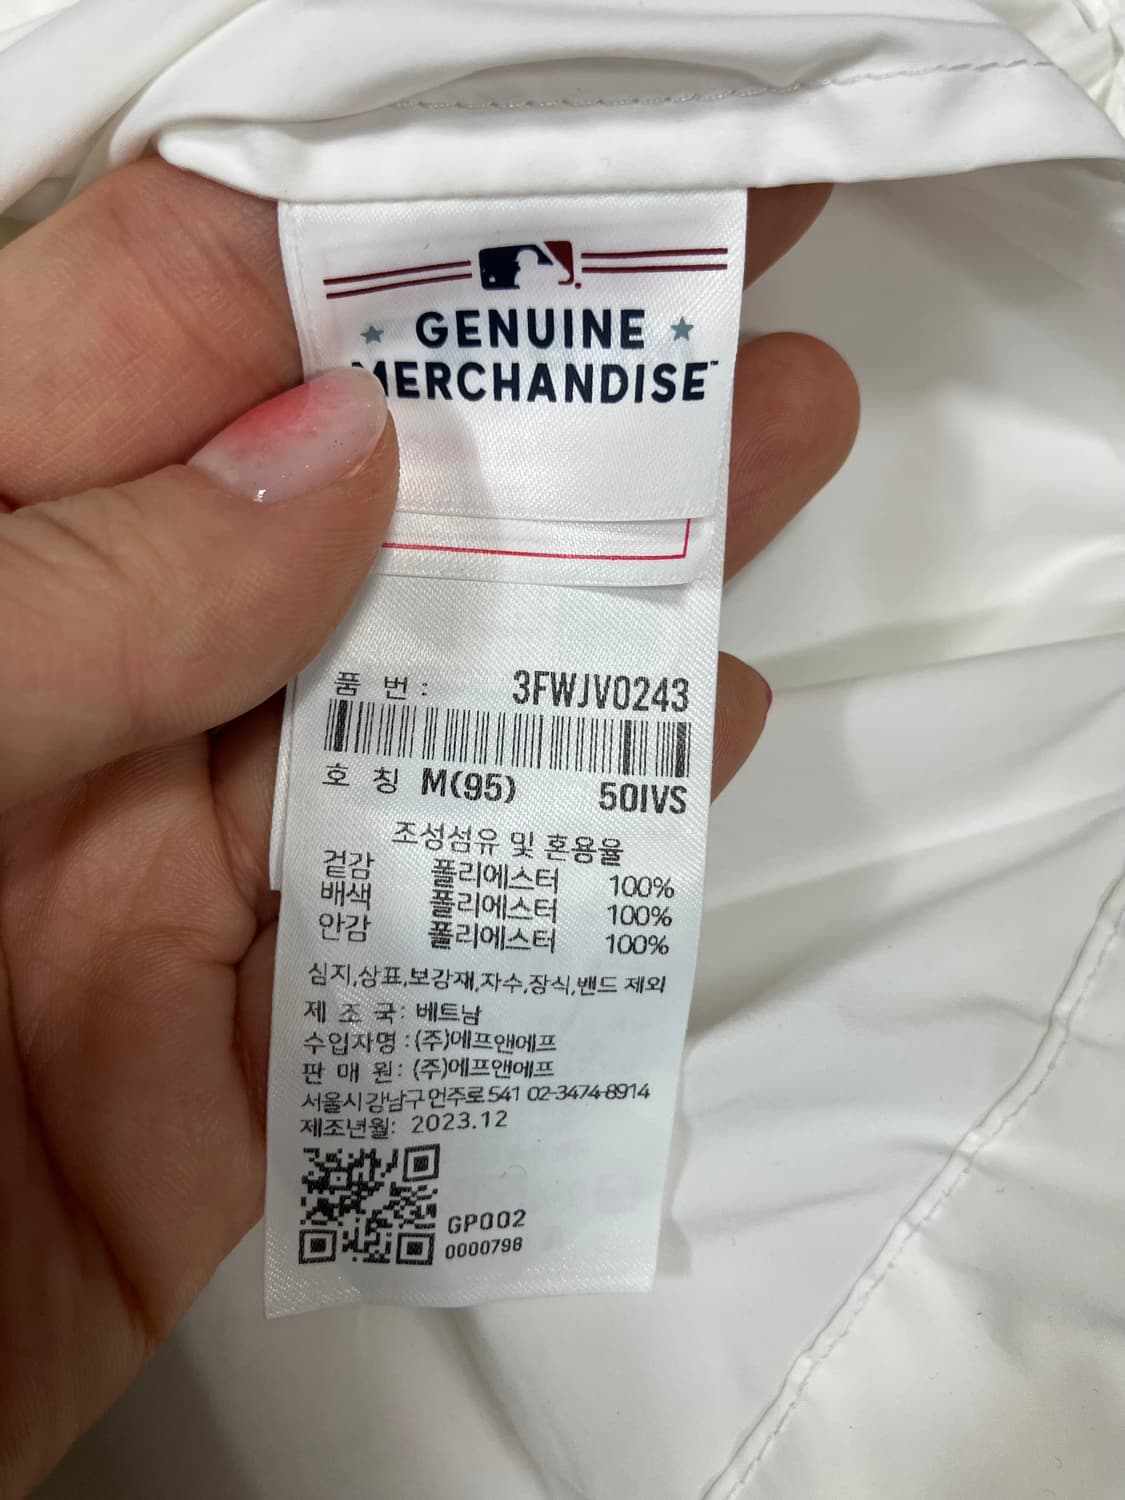 GENUINE
MERCHANDISE™
품 번 : 3FWJV0243
호 칭 M(95) 50IVS
조성섬유 및 혼용율
겉감 폴리에스터 100%
배색 폴리에스터 100%
안감 폴리에스터 100%
심지,상표,보강재,자수,장식,밴드 제외
제 조 국: 베트남
수입자명 : (주)에프앤에프
판 매 원: (주)에프앤에프
서울시강남구언주로541 02-3474-8914
제조년월: 2023.12
GP002
0000798